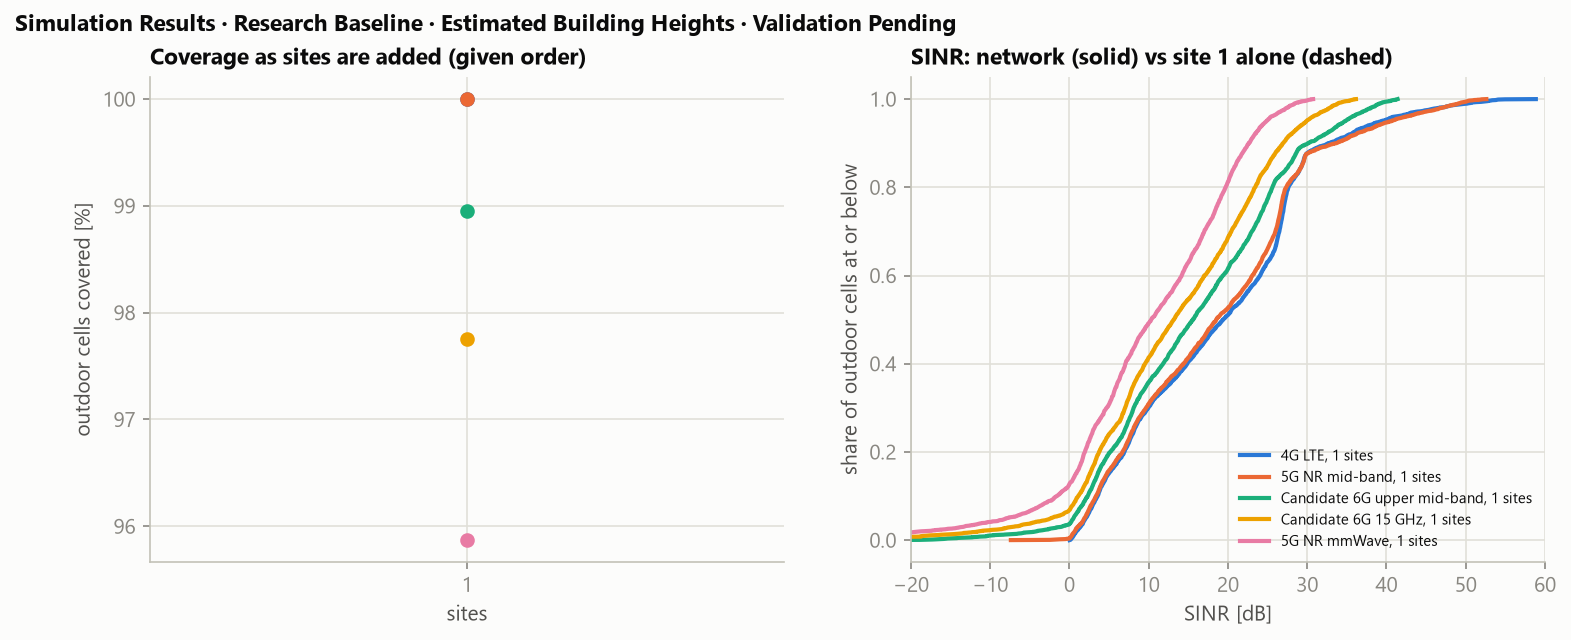 Simulation Results · Research Baseline · Estimated Building Heights · Validation Pending
Coverage as sites are added (given order)
100
99
98
97
96
outdoor cells covered [%]
1
sites
SINR: network (solid) vs site 1 alone (dashed)
1.0
0.8
0.6
0.4
0.2
0.0
share of outdoor cells at or below
4G LTE, 1 sites
5G NR mid-band, 1 sites
Candidate 6G upper mid-band, 1 sites
Candidate 6G 15 GHz, 1 sites
5G NR mmWave, 1 sites
−20 −10 0 10 20 30 40 50 60
SINR [dB]